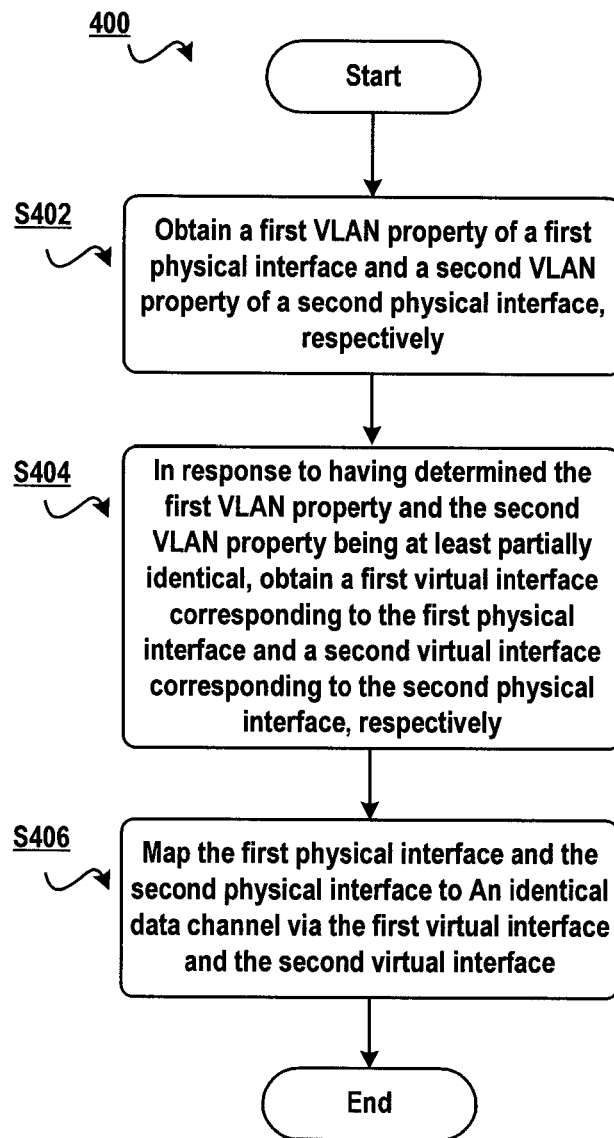 400
Start
S402
Obtain a first VLAN property of a first
physical interface and a second VLAN
property of a second physical interface,
respectively
S404
In response to having determined the
first VLAN property and the second
VLAN property being at least partially
identical, obtain a first virtual interface
corresponding to the first physical
interface and a second virtual interface
corresponding to the second physical
interface, respectively
S406
Map the first physical interface and the
second physical interface to An identical
data channel via the first virtual interface
and the second virtual interface
End